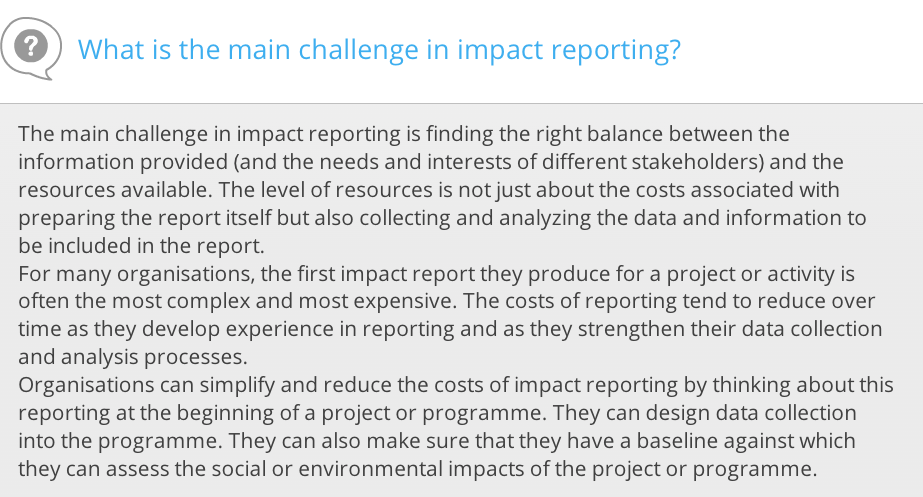 ?
What is the main challenge in impact reporting?
The main challenge in impact reporting is finding the right balance between the
information provided (and the needs and interests of different stakeholders) and the
resources available. The level of resources is not just about the costs associated with
preparing the report itself but also collecting and analyzing the data and information to
be included in the report.
For many organisations, the first impact report they produce for a project or activity is
often the most complex and most expensive. The costs of reporting tend to reduce over
time as they develop experience in reporting and as they strengthen their data collection
and analysis processes.
Organisations can simplify and reduce the costs of impact reporting by thinking about this
reporting at the beginning of a project or programme. They can design data collection
into the programme. They can also make sure that they have a baseline against which
they can assess the social or environmental impacts of the project or programme.